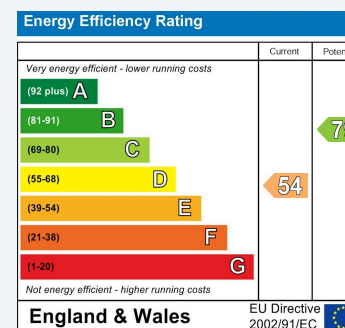 Energy Efficiency Rating
Current
Very energy efficient - lower running costs
(92 plus) A
(81-91) B
(69-80) C
(55-68) D
54
(39-54) E
(21-38) F
(1-20) G
Not energy efficient - higher running costs
England & Wales
EU Directive
2002/91/EC